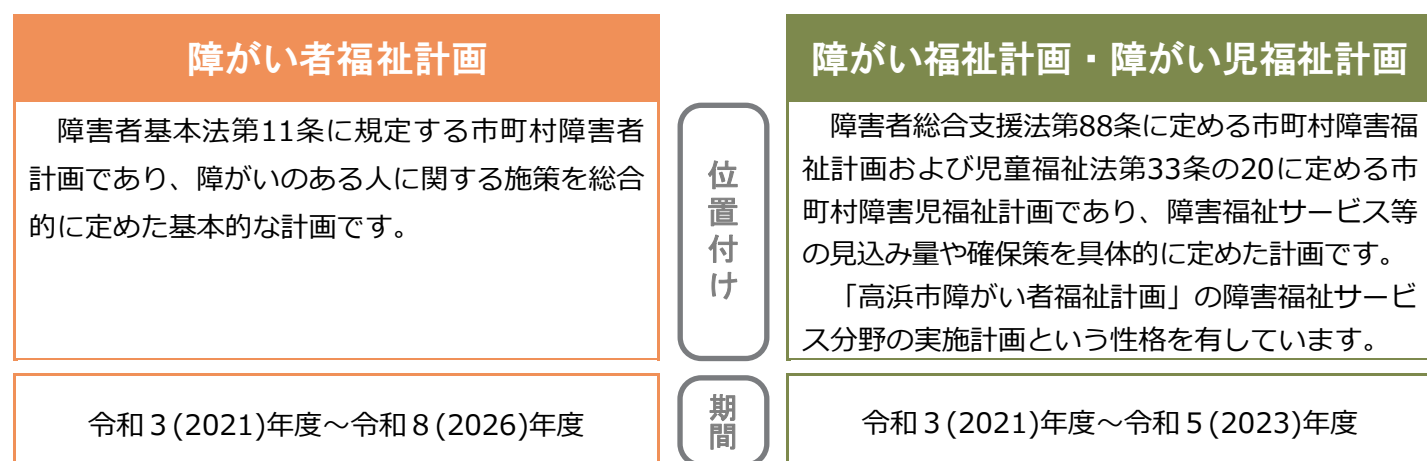 障がい者福祉計画
障害者基本法第11条に規定する市町村障害者
計画であり、障がいのある人に関する施策を総合
的に定めた基本的な計画です。
位置付け
障がい福祉計画・障がい児福祉計画
障害者総合支援法第88条に定める市町村障害福
祉計画および児童福祉法第33条の20に定める市
町村障害児福祉計画であり、障害福祉サービス等
の見込み量や確保策を具体的に定めた計画です。
「高浜市障がい者福祉計画」の障害福祉サービ
ス分野の実施計画という性格を有しています。
令和３(2021)年度～令和８(2026)年度
期間
令和３(2021)年度～令和５(2023)年度